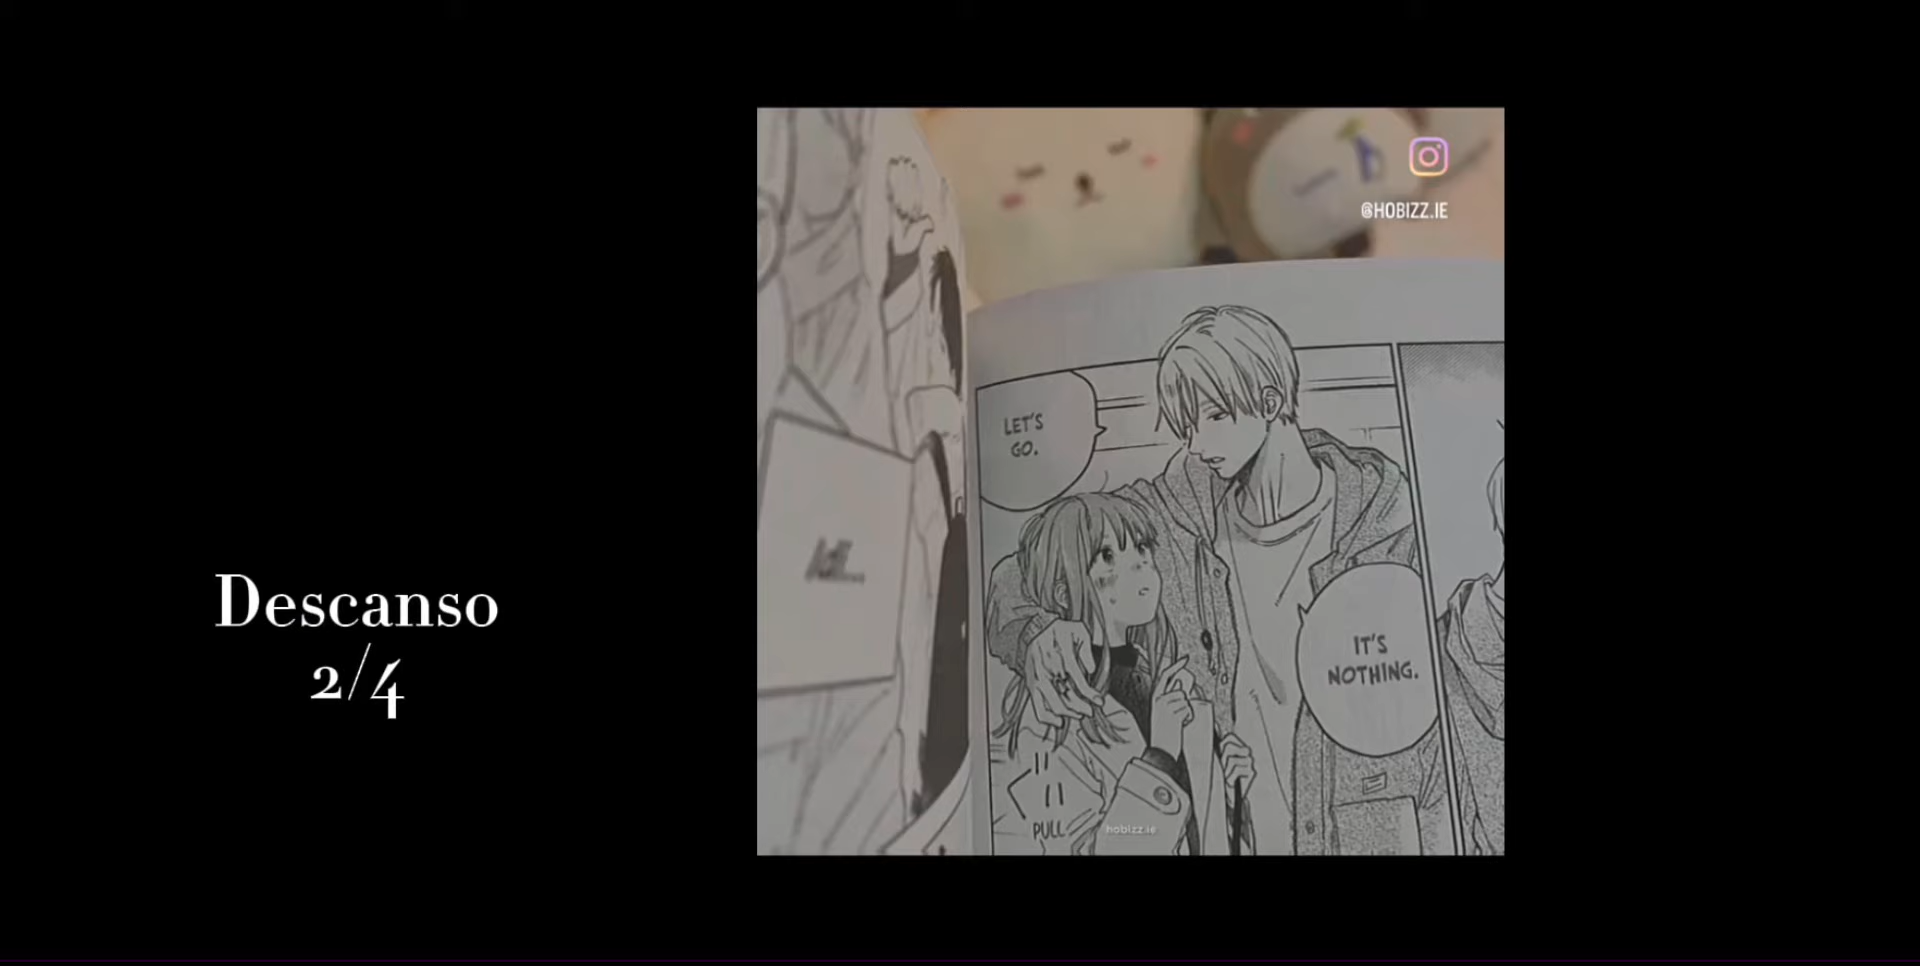 Descanso
2/4
@HOBIZZ.IE
LET'S
GO.
IT'S
NOTHING.
PULL
hobizz.ie